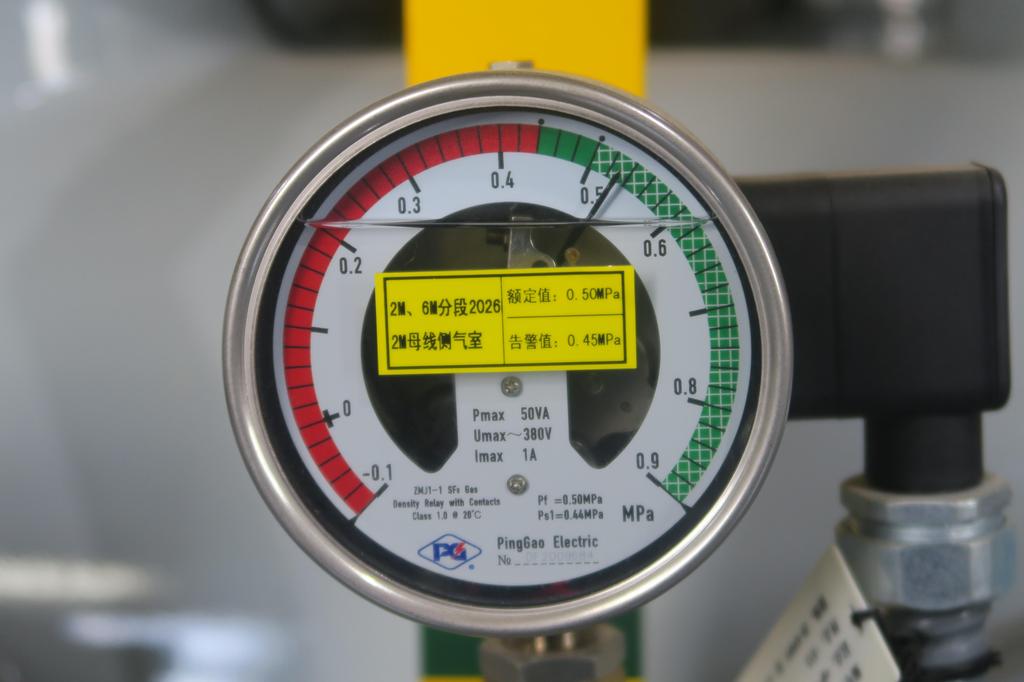 0.4
0.3
0.5
0.2
0.6
0
0.8
-0.1
0.9
2M、6M分段2026
2M母线侧气室
额定值：0.50MPa
告警值：0.45MPa
Pmax 50VA
Umax～380V
Imax 1A
ZMJ1-1 SF₆ Gas
Density Relay with Contacts
Class 1.0 @ 20℃
Pf =0.50MPa
Ps1=0.44MPa
MPa
PG
PingGao Electric
№